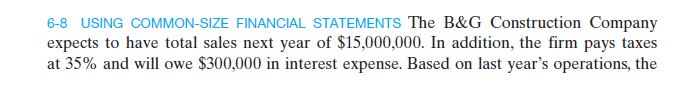 6-8 USING COMMON-SIZE FINANCIAL STATEMENTS The B&G Construction Company
expects to have total sales next year of $15,000,000. In addition, the firm pays taxes
at 35% and will owe $300,000 in interest expense. Based on last year's operations, the